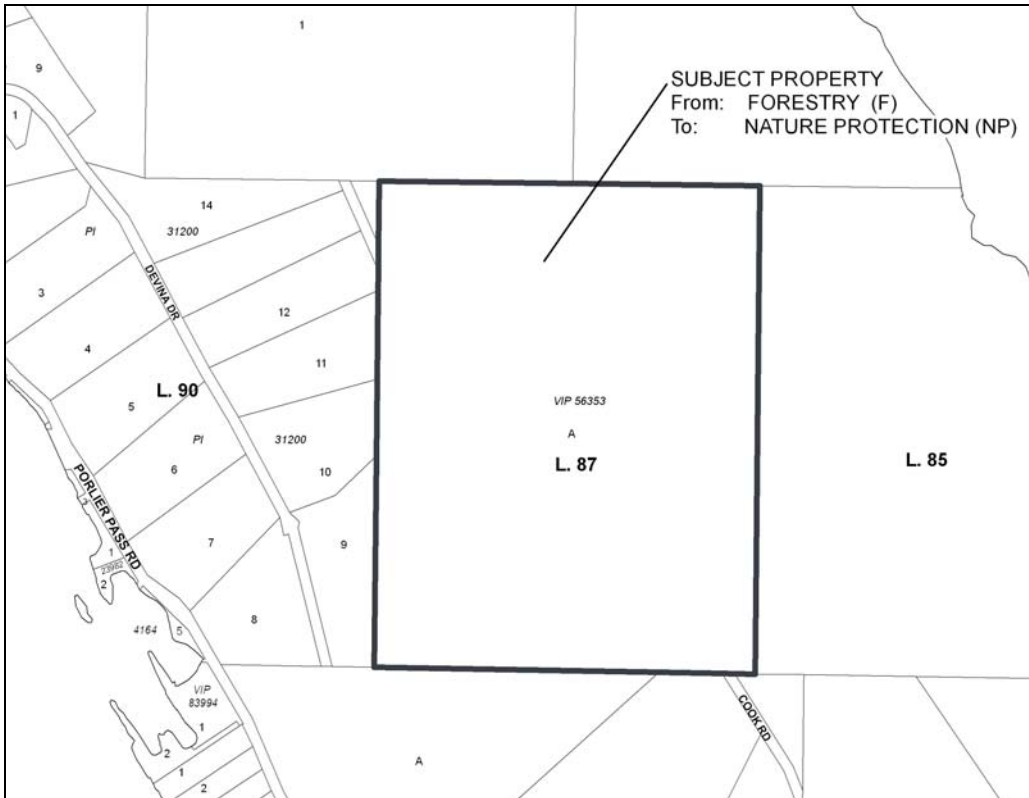 1
9
1
SUBJECT PROPERTY
From: FORESTRY (F)
To: NATURE PROTECTION (NP)
14
Pl
31200
3
DEVINA DR
12
4
11
L. 90
5
VIP 56353
A
L. 87
L. 85
Pl
31200
6
10
PORLIER PASS RD
7
9
1
23982
2
8
4164
5
VIP
83994
1
COOK RD
2
1
A
2